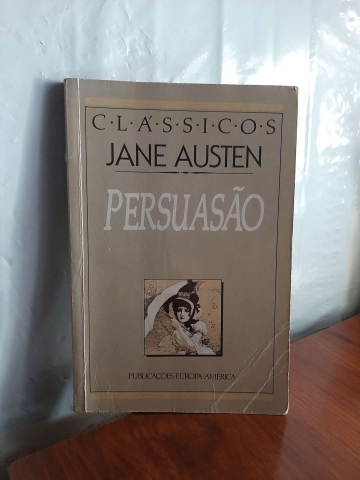 C·L·Á·S·S·I·C·O·S
JANE AUSTEN
PERSUASÃO
PUBLICAÇÕES·EUROPA-AMÉRICA